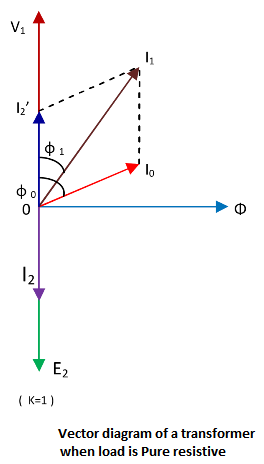 V₁
I₁
I₂′
ϕ₁
I₀
ϕ₀
0
Φ
I₂
E₂
( K=1 )
Vector diagram of a transformer
when load is Pure resistive